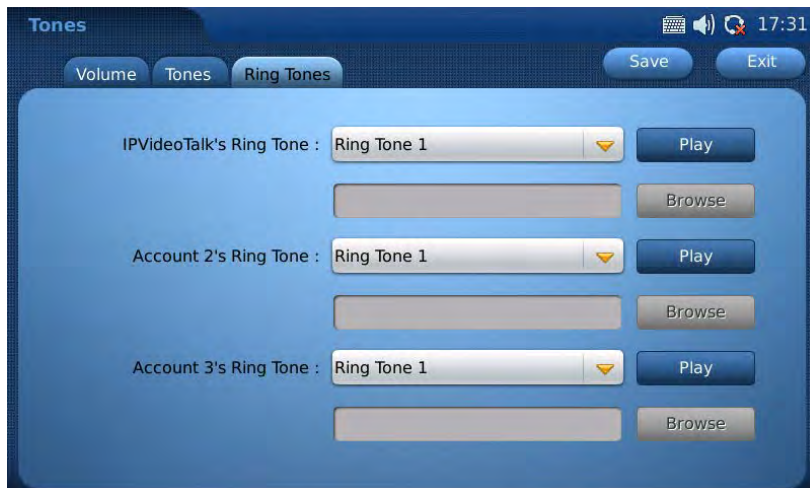 Tones 17:31
Volume Tones Ring Tones Save Exit
IPVideoTalk's Ring Tone : Ring Tone 1 Play
Browse
Account 2's Ring Tone : Ring Tone 1 Play
Browse
Account 3's Ring Tone : Ring Tone 1 Play
Browse